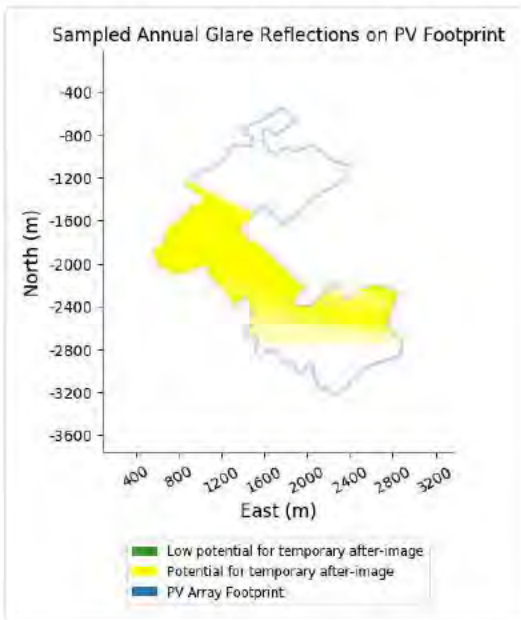 Sampled Annual Glare Reflections on PV Footprint
-400
-800
-1200
-1600
-2000
-2400
-2800
-3200
-3600
North (m)
400
800
1200
1600
2000
2400
2800
3200
East (m)
Low potential for temporary after-image
Potential for temporary after-image
PV Array Footprint